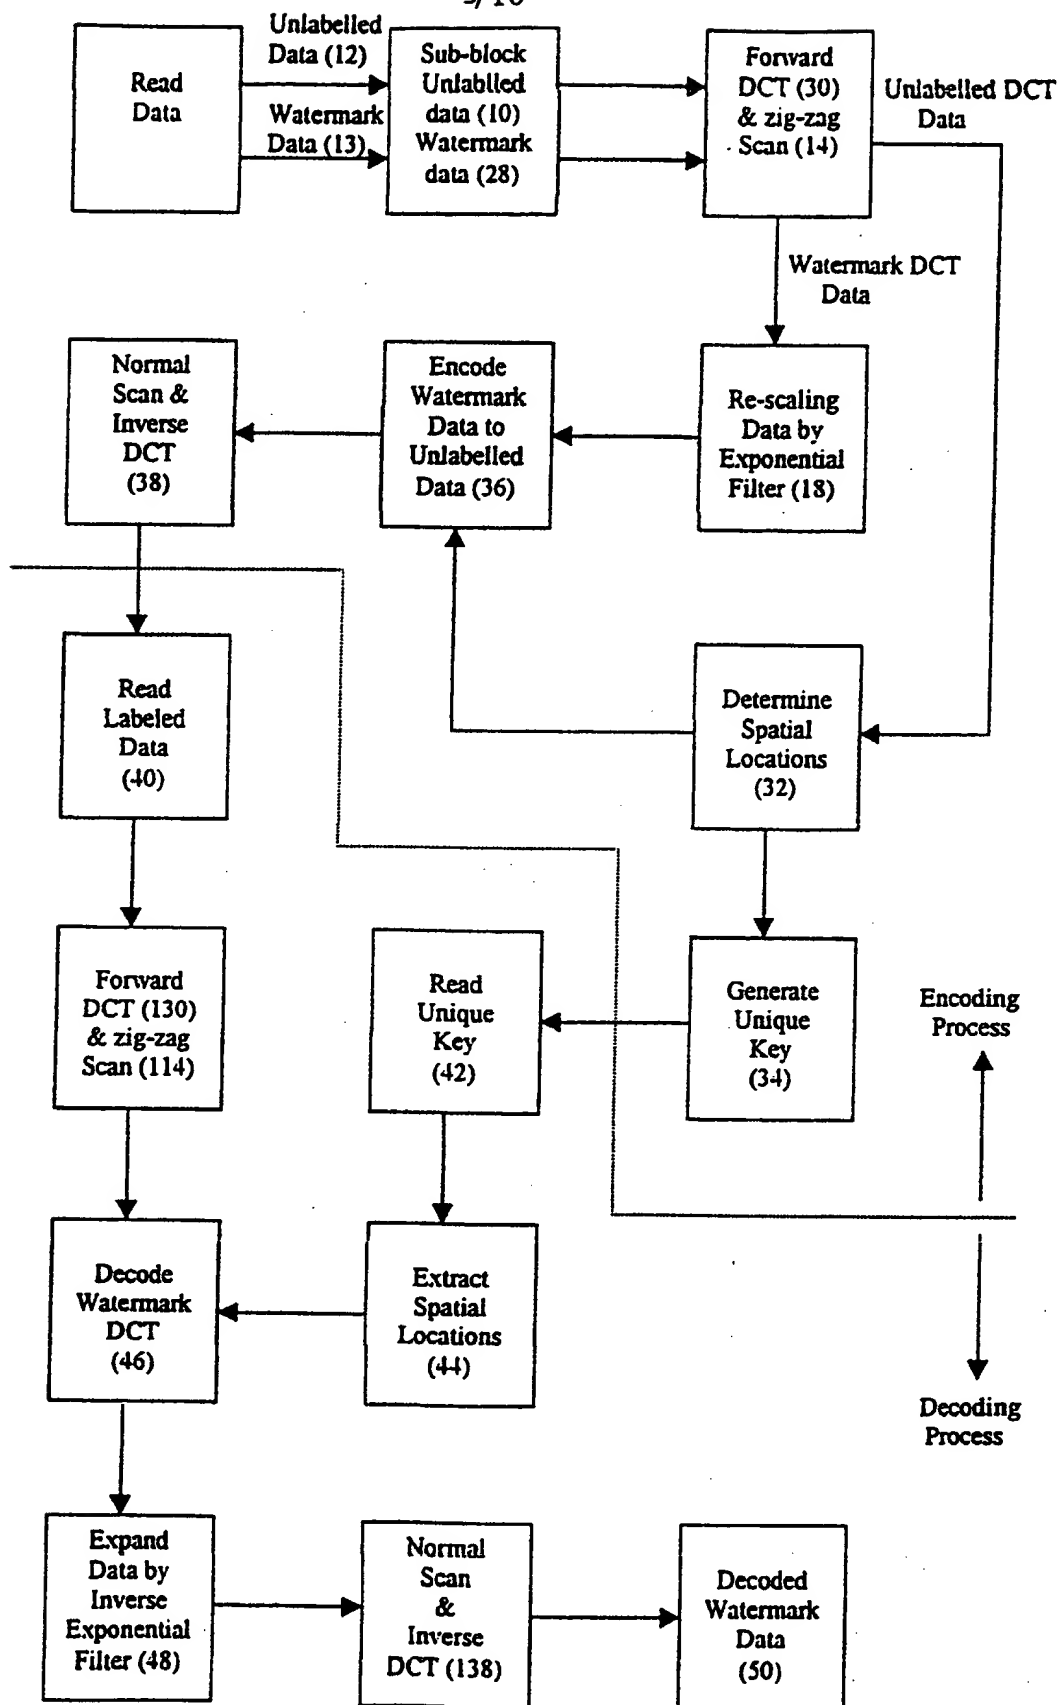 Unlabelled
Data (12)
Watermark
Data (13)
Read
Data
Sub-block
Unlablled
data (10)
Watermark
data (28)
Forward
DCT (30)
& zig-zag
Scan (14)
Unlabelled DCT
Data
Watermark DCT
Data
Normal
Scan &
Inverse
DCT
(38)
Encode
Watermark
Data to
Unlabelled
Data (36)
Re-scaling
Data by
Exponential
Filter (18)
Read
Labeled
Data
(40)
Determine
Spatial
Locations
(32)
Forward
DCT (130)
& zig-zag
Scan (114)
Read
Unique
Key
(42)
Generate
Unique
Key
(34)
Encoding
Process
Decode
Watermark
DCT
(46)
Extract
Spatial
Locations
(44)
Decoding
Process
Expand
Data by
Inverse
Exponential
Filter (48)
Normal
Scan
&
Inverse
DCT (138)
Decoded
Watermark
Data
(50)